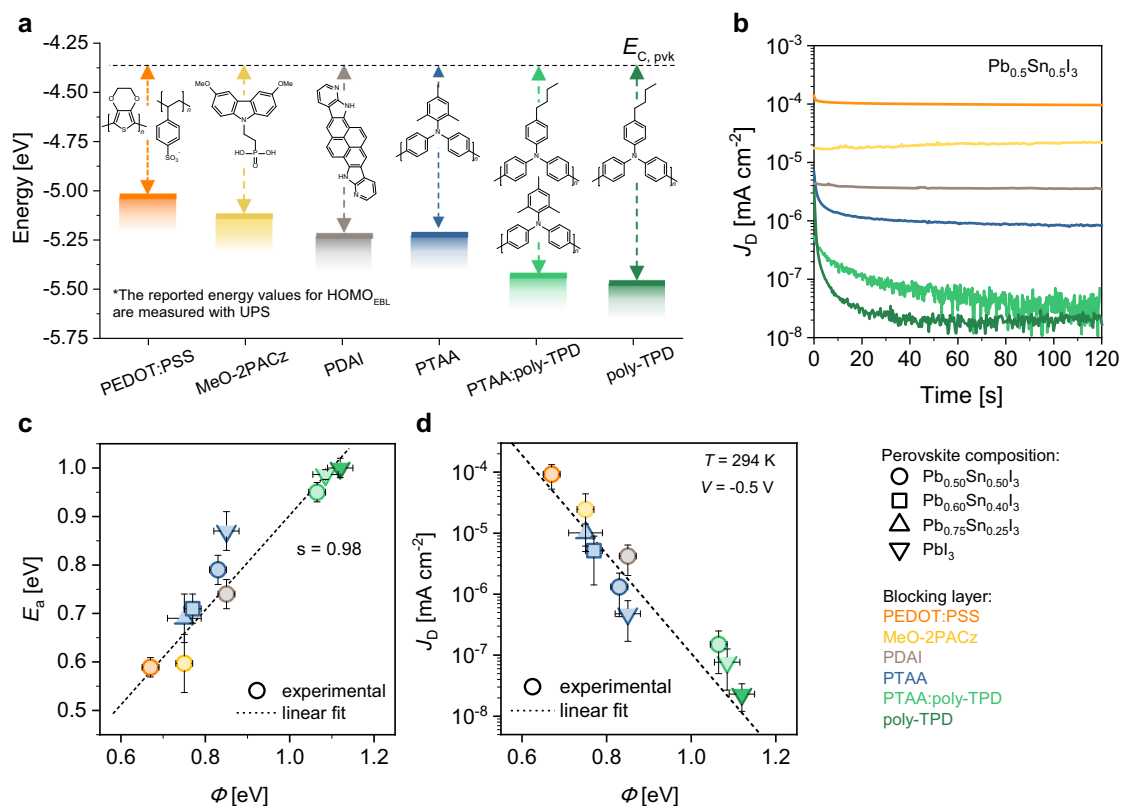 a
Energy [eV]
-4.25
-4.50
-4.75
-5.00
-5.25
-5.50
-5.75
E_C, pvk
MeO
OMe
HO
OH
*The reported energy values for HOMO_EBL
are measured with UPS
PEDOT:PSS
MeO-2PACz
PDAI
PTAA
PTAA:poly-TPD
poly-TPD
b
J_D [mA cm⁻²]
10⁻³
10⁻⁴
10⁻⁵
10⁻⁶
10⁻⁷
10⁻⁸
Pb₀.₅Sn₀.₅I₃
0 20 40 60 80 100 120
Time [s]
c
E_a [eV]
1.0
0.9
0.8
0.7
0.6
0.5
s = 0.98
experimental
linear fit
0.6 0.8 1.0 1.2
Φ [eV]
d
J_D [mA cm⁻²]
10⁻⁴
10⁻⁵
10⁻⁶
10⁻⁷
10⁻⁸
T = 294 K
V = -0.5 V
experimental
linear fit
0.6 0.8 1.0 1.2
Φ [eV]
Perovskite composition:
Pb₀.₅₀Sn₀.₅₀I₃
Pb₀.₆₀Sn₀.₄₀I₃
Pb₀.₇₅Sn₀.₂₅I₃
PbI₃
Blocking layer:
PEDOT:PSS
MeO-2PACz
PDAI
PTAA
PTAA:poly-TPD
poly-TPD